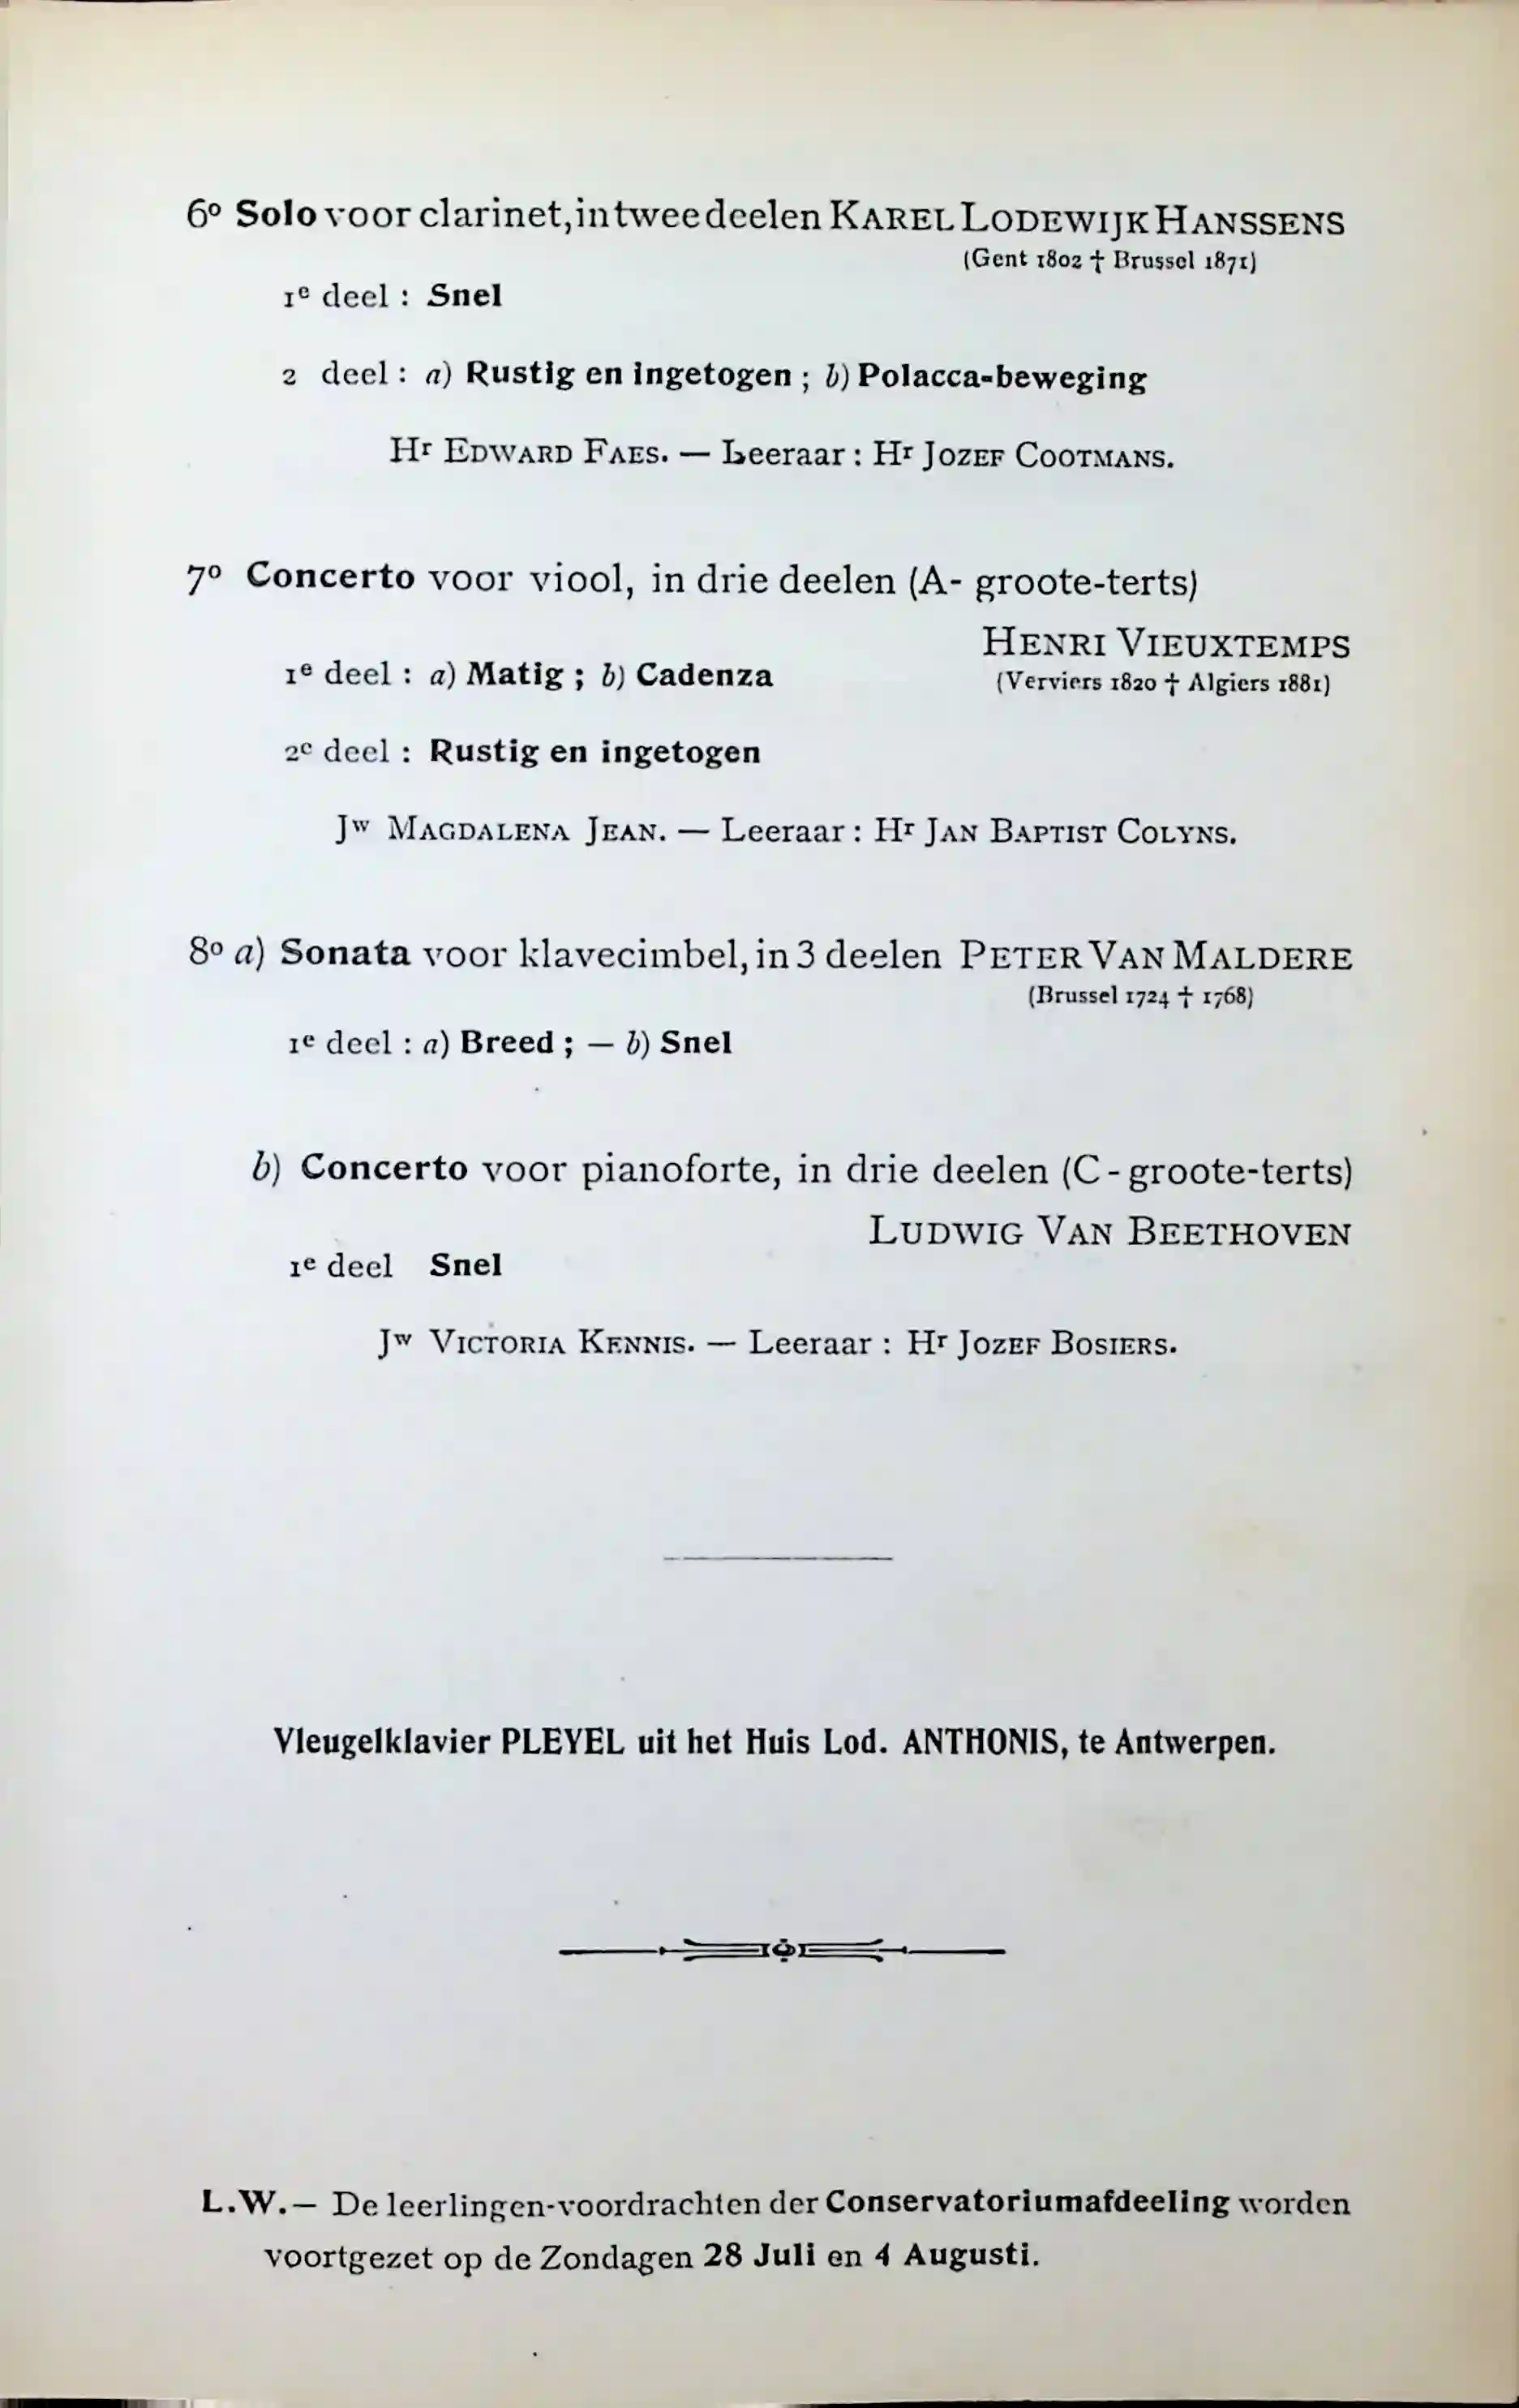 6º Solo voor clarinet, in twee deelen KAREL LODEWIJK HANSSENS
(Gent 1802 † Brussel 1871)
1e deel : Snel
2 deel : a) Rustig en ingetogen ; b) Polacca-beweging
Hr EDWARD FAES. — Leeraar : Hr JOZEF COOTMANS.
7º Concerto voor viool, in drie deelen (A- groote-terts)
HENRI VIEUXTEMPS
1e deel : a) Matig ; b) Cadenza
(Verviers 1820 † Algiers 1881)
2e deel : Rustig en ingetogen
Jw MAGDALENA JEAN. — Leeraar : Hr JAN BAPTIST COLYNS.
8º a) Sonata voor klavecimbel, in 3 deelen PETER VAN MALDERE
(Brussel 1724 † 1768)
1e deel : a) Breed ; — b) Snel
b) Concerto voor pianoforte, in drie deelen (C - groote-terts)
LUDWIG VAN BEETHOVEN
1e deel Snel
Jw VICTORIA KENNIS. — Leeraar : Hr JOZEF BOSIERS.
Vleugelklavier PLEYEL uit het Huis Lod. ANTHONIS, te Antwerpen.
L.W.— De leerlingen-voordrachten der Conservatoriumafdeeling worden
voortgezet op de Zondagen 28 Juli en 4 Augusti.